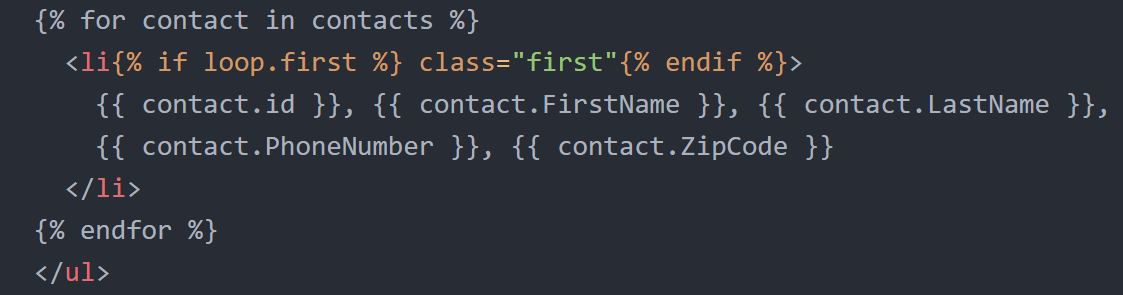 {% for contact in contacts %}
<li{% if loop.first %} class="first"{% endif %}>
{{ contact.id }}, {{ contact.FirstName }}, {{ contact.LastName }},
{{ contact.PhoneNumber }}, {{ contact.ZipCode }}
</li>
{% endfor %}
</ul>